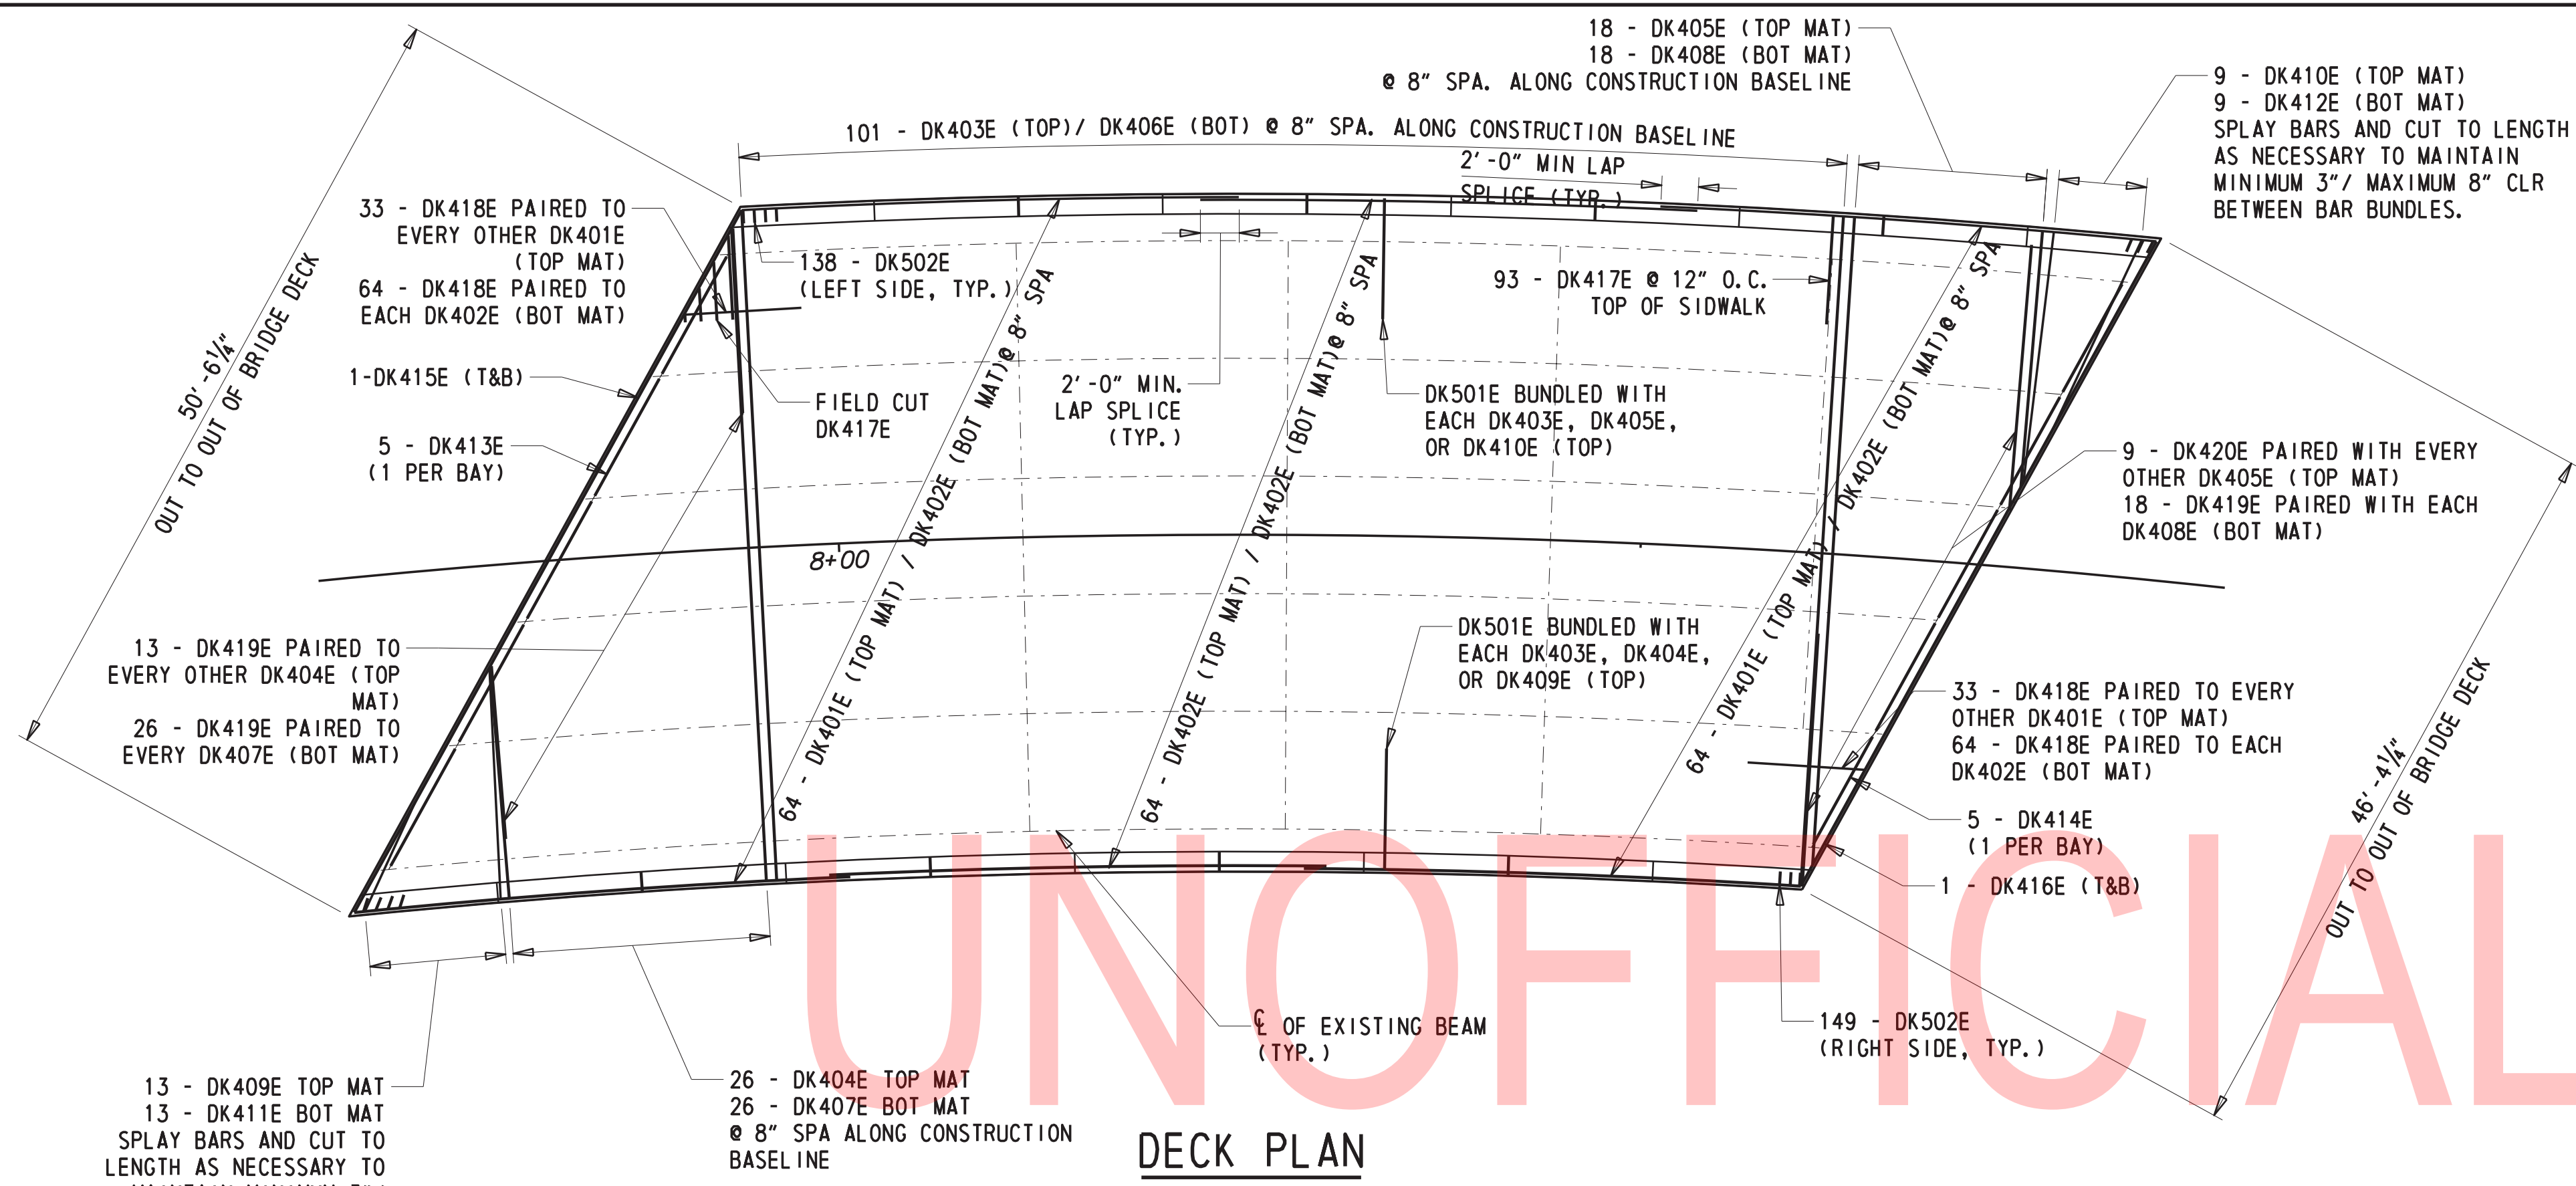 18 - DK405E (TOP MAT)
18 - DK408E (BOT MAT)
@ 8" SPA. ALONG CONSTRUCTION BASELINE
9 - DK410E (TOP MAT)
9 - DK412E (BOT MAT)
SPLAY BARS AND CUT TO LENGTH
AS NECESSARY TO MAINTAIN
MINIMUM 3"/ MAXIMUM 8" CLR
BETWEEN BAR BUNDLES.
101 - DK403E (TOP)/ DK406E (BOT) @ 8" SPA. ALONG CONSTRUCTION BASELINE
2'-0" MIN LAP
SPLICE (TYP.)
33 - DK418E PAIRED TO
EVERY OTHER DK401E
(TOP MAT)
64 - DK418E PAIRED TO
EACH DK402E (BOT MAT)
138 - DK502E
(LEFT SIDE, TYP.)
93 - DK417E @ 12" O.C.
TOP OF SIDWALK
50'-6¼"
OUT TO OUT OF BRIDGE DECK
1-DK415E (T&B)
FIELD CUT
DK417E
2'-0" MIN.
LAP SPLICE
(TYP.)
DK501E BUNDLED WITH
EACH DK403E, DK405E,
OR DK410E (TOP)
5 - DK413E
(1 PER BAY)
9 - DK420E PAIRED WITH EVERY
OTHER DK405E (TOP MAT)
18 - DK419E PAIRED WITH EACH
DK408E (BOT MAT)
64 - DK401E (TOP MAT) / DK402E (BOT MAT)@ 8" SPA
64 - DK402E (TOP MAT) / DK402E (BOT MAT)@ 8" SPA
64 - DK401E (TOP MAT) / DK402E (BOT MAT)@ 8" SPA
8+00
13 - DK419E PAIRED TO
EVERY OTHER DK404E (TOP
MAT)
26 - DK419E PAIRED TO
EVERY DK407E (BOT MAT)
DK501E BUNDLED WITH
EACH DK403E, DK404E,
OR DK409E (TOP)
33 - DK418E PAIRED TO EVERY
OTHER DK401E (TOP MAT)
64 - DK418E PAIRED TO EACH
DK402E (BOT MAT)
46'-4¼"
OUT TO OUT OF BRIDGE DECK
5 - DK414E
(1 PER BAY)
1 - DK416E (T&B)
UNOFFICIAL
℄ OF EXISTING BEAM
(TYP.)
149 - DK502E
(RIGHT SIDE, TYP.)
13 - DK409E TOP MAT
13 - DK411E BOT MAT
SPLAY BARS AND CUT TO
LENGTH AS NECESSARY TO
26 - DK404E TOP MAT
26 - DK407E BOT MAT
@ 8" SPA ALONG CONSTRUCTION
BASELINE
DECK PLAN